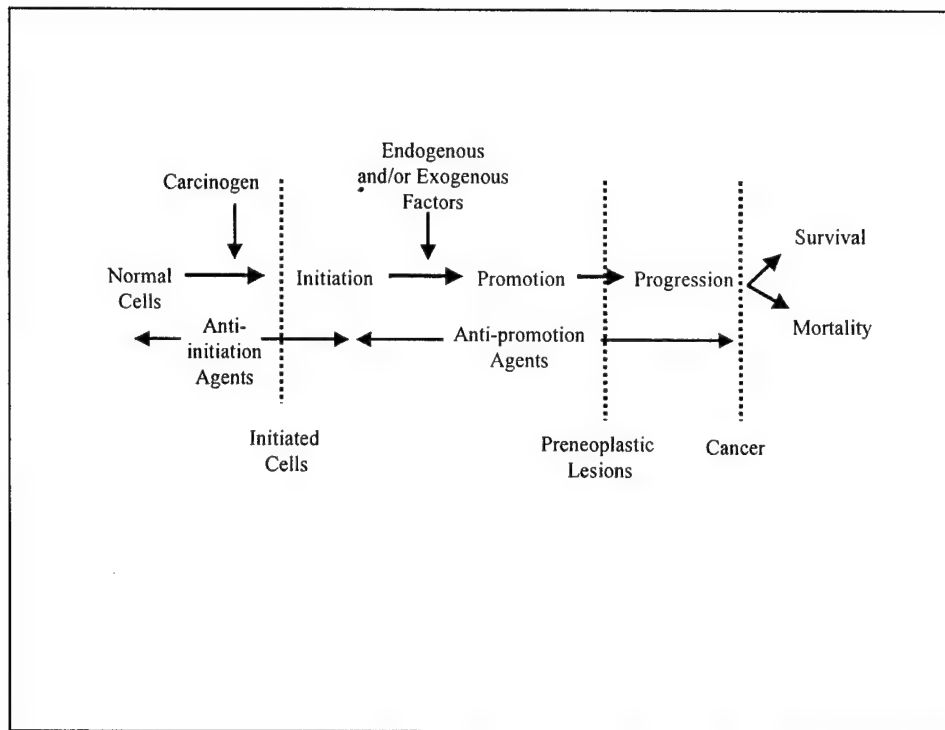 Endogenous
and/or Exogenous
Factors
Carcinogen
Survival
Normal
Cells
Initiation
Promotion
Progression
Mortality
Anti-
initiation
Agents
Anti-promotion
Agents
Initiated
Cells
Preneoplastic
Lesions
Cancer